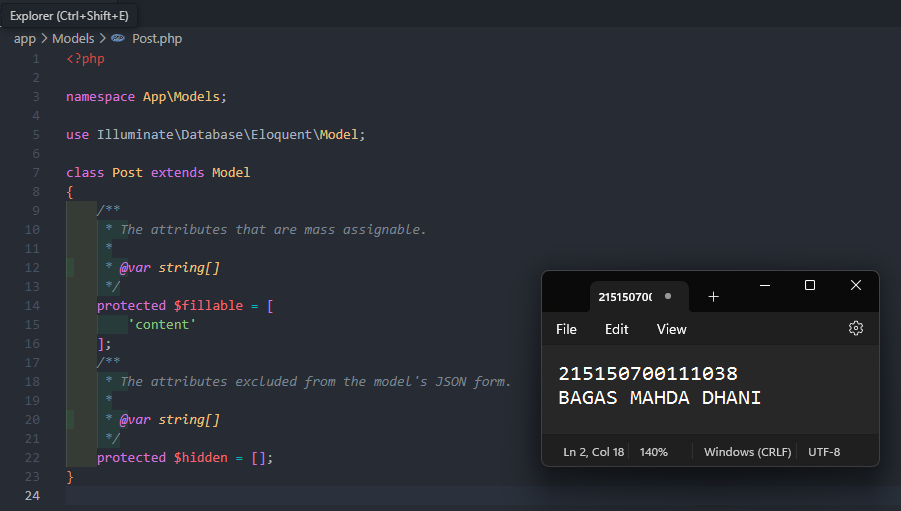 Explorer (Ctrl+Shift+E)
app > Models > Post.php
1 <?php
2
3 namespace App\Models;
4
5 use Illuminate\Database\Eloquent\Model;
6
7 class Post extends Model
8 {
9 /**
10 * The attributes that are mass assignable.
11 *
12 * @var string[]
13 */
14 protected $fillable = [
15 'content'
16 ];
17 /**
18 * The attributes excluded from the model's JSON form.
19 *
20 * @var string[]
21 */
22 protected $hidden = [];
23 }
24
215150700
File Edit View
215150700111038
BAGAS MAHDA DHANI
Ln 2, Col 18 140% Windows (CRLF) UTF-8